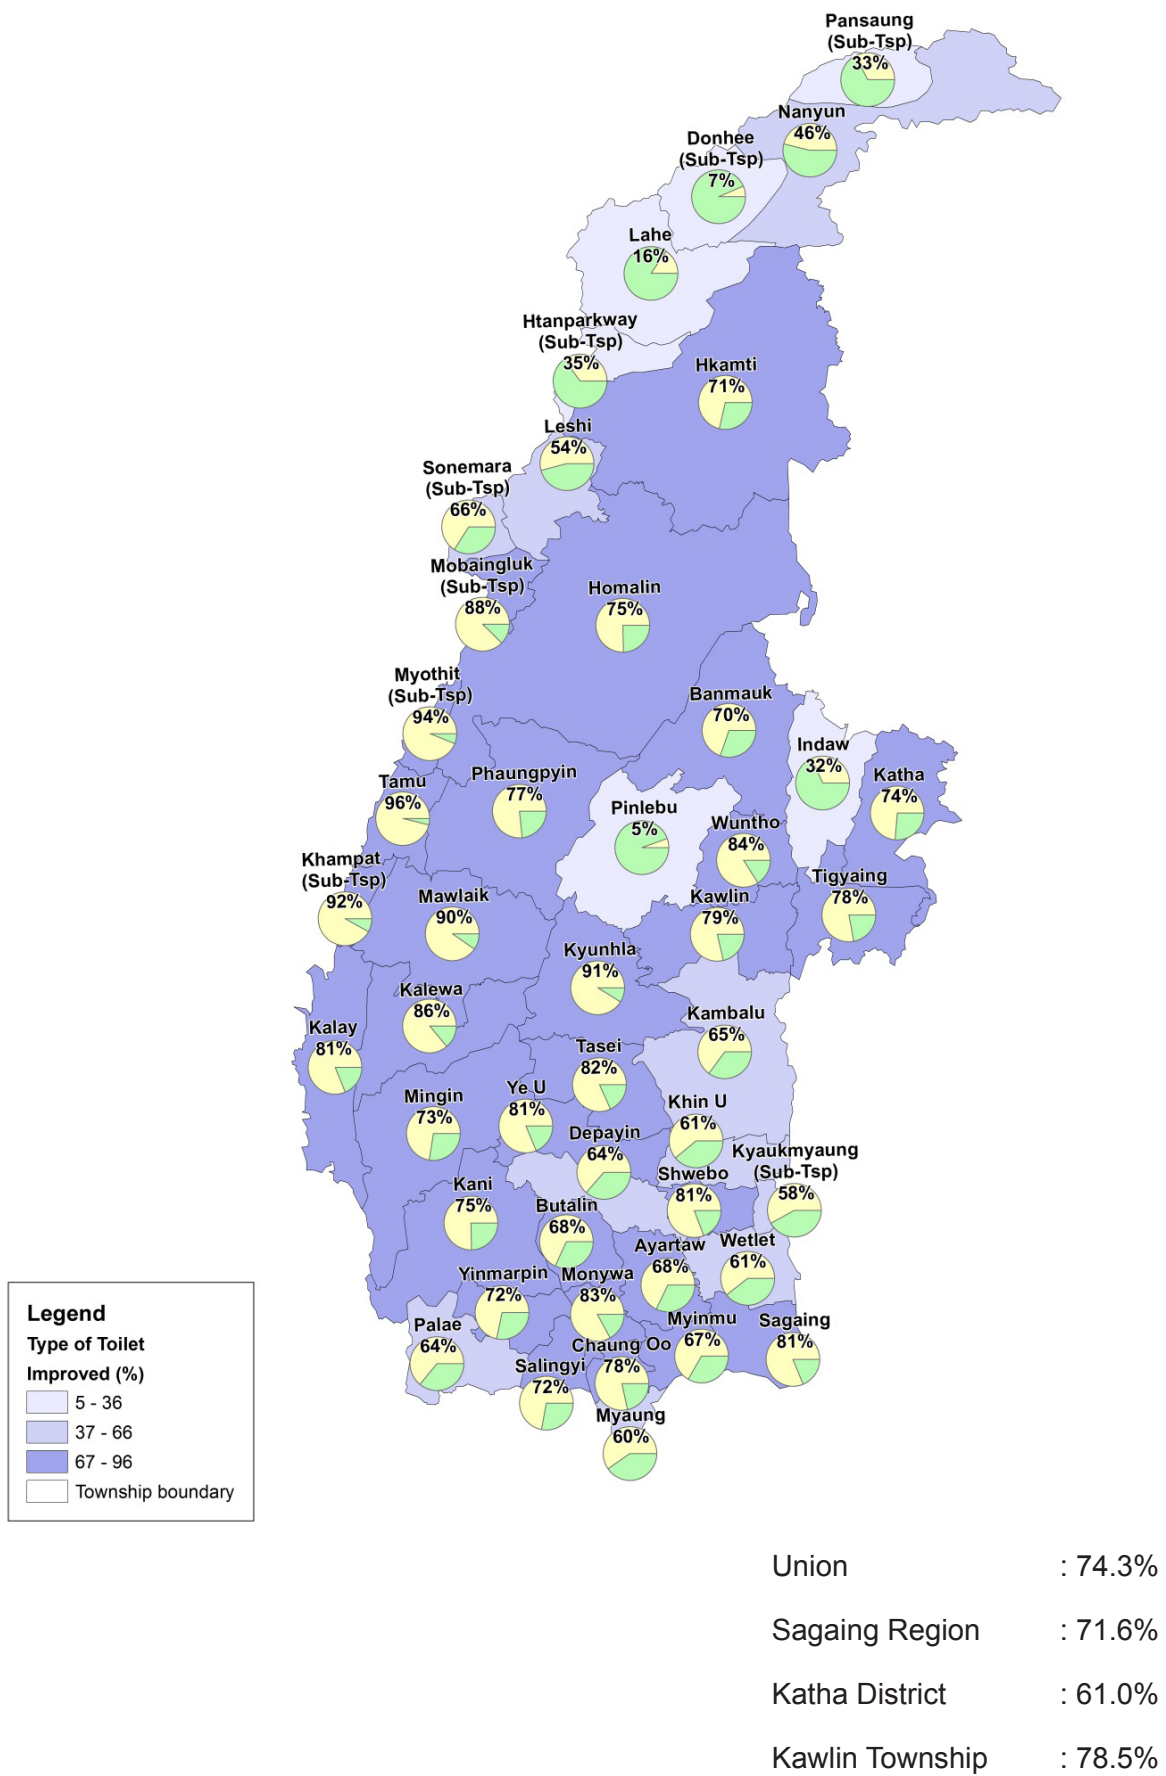 Pansaung
(Sub-Tsp)
33%
Nanyun
46%
Donhee
(Sub-Tsp)
7%
Lahe
16%
Htanparkway
(Sub-Tsp)
35%
Hkamti
71%
Leshi
54%
Sonemara
(Sub-Tsp)
66%
Mobaingluk
(Sub-Tsp)
88%
Homalin
75%
Myothit
(Sub-Tsp)
94%
Banmauk
70%
Indaw
32%
Katha
74%
Tamu
96%
Phaungpyin
77%
Pinlebu
5%
Wuntho
84%
Khampat
(Sub-Tsp)
92%
Mawlaik
90%
Kawlin
79%
Tigyaing
78%
Kyunhla
91%
Kalewa
86%
Kambalu
65%
Kalay
81%
Tasei
82%
Mingin
73%
Ye U
81%
Khin U
61%
Depayin
64%
Kyaukmyaung
(Sub-Tsp)
58%
Shwebo
81%
Kani
75%
Butalin
68%
Ayartaw
68%
Wetlet
61%
Yinmarpin
72%
Monywa
83%
Palae
64%
Myinmu
67%
Sagaing
81%
Chaung Oo
78%
Salingyi
72%
Myaung
60%
Legend
Type of Toilet
Improved (%)
5 - 36
37 - 66
67 - 96
Township boundary
Union : 74.3%
Sagaing Region : 71.6%
Katha District : 61.0%
Kawlin Township : 78.5%